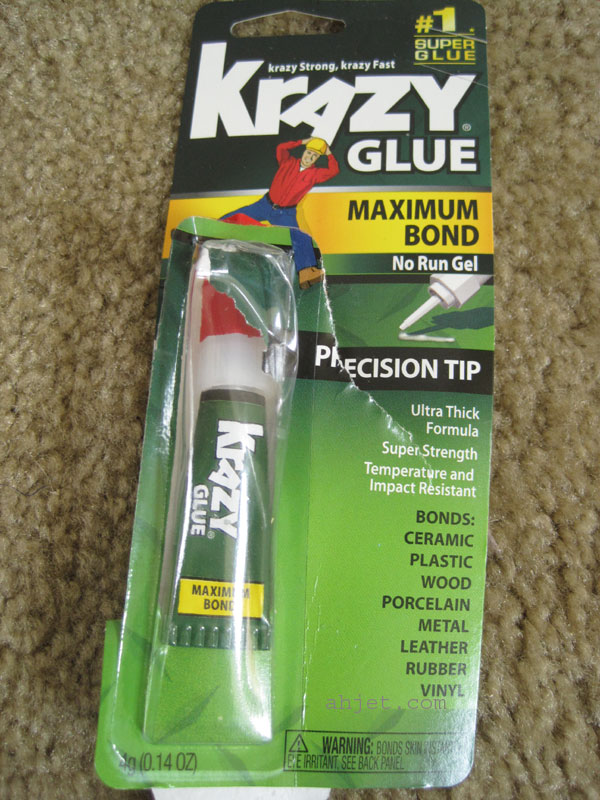 #1
SUPER
GLUE
krazy Strong, krazy Fast
KRAZY
GLUE®
MAXIMUM
BOND
No Run Gel
PRECISION TIP
Ultra Thick
Formula
Super Strength
Temperature and
Impact Resistant
BONDS:
CERAMIC
PLASTIC
WOOD
PORCELAIN
METAL
LEATHER
RUBBER
VINYL
KRAZY
GLUE®
MAXIMUM
BOND
ahjet.com
4g (0.14 OZ)
WARNING: BONDS SKIN INSTANTLY
EYE IRRITANT. SEE BACK PANEL